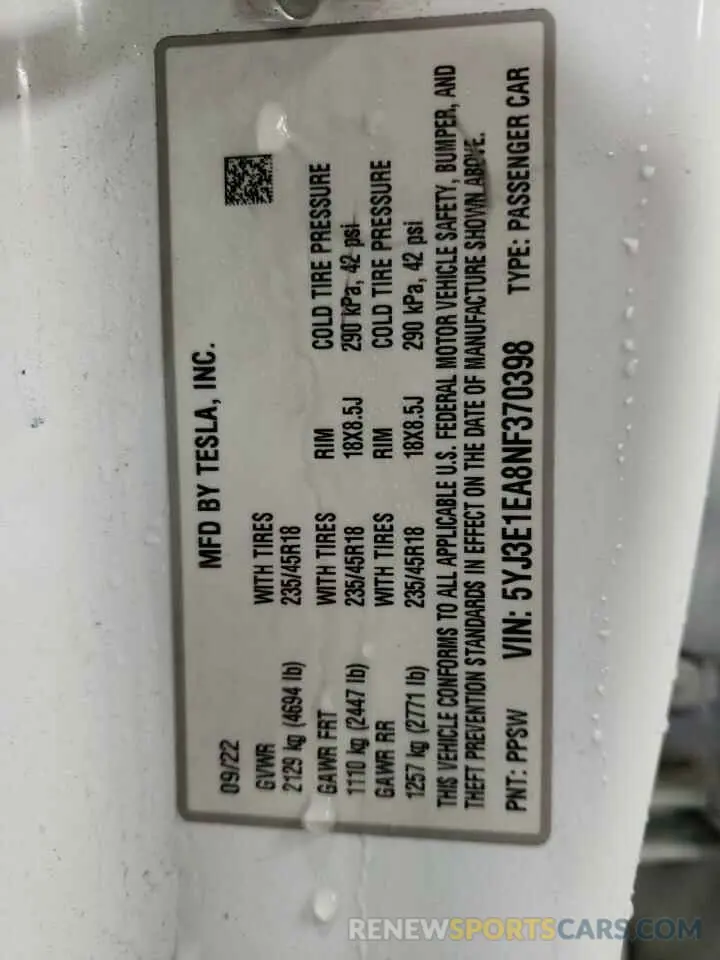 MFD BY TESLA, INC.
09/22
GVWR WITH TIRES
2129 kg (4694 lb) 235/45R18
GAWR FRT WITH TIRES RIM COLD TIRE PRESSURE
1110 kg (2447 lb) 235/45R18 18X8.5J 290 kPa, 42 psi
GAWR RR WITH TIRES RIM COLD TIRE PRESSURE
1257 kg (2771 lb) 235/45R18 18X8.5J 290 kPa, 42 psi
THIS VEHICLE CONFORMS TO ALL APPLICABLE U.S. FEDERAL MOTOR VEHICLE SAFETY, BUMPER, AND
THEFT PREVENTION STANDARDS IN EFFECT ON THE DATE OF MANUFACTURE SHOWN ABOVE.
PNT: PPSW VIN: 5YJ3E1EA8NF370398 TYPE: PASSENGER CAR
RENEWSPORTSCARS.COM